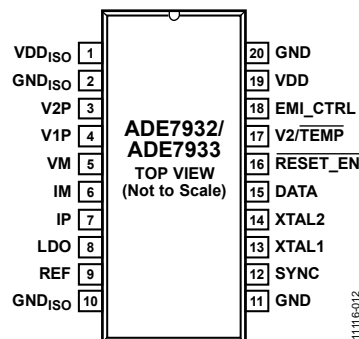 VDDISO 1
GNDISO 2
V2P 3
V1P 4
VM 5
IM 6
IP 7
LDO 8
REF 9
GNDISO 10
ADE7932/
ADE7933
TOP VIEW
(Not to Scale)
20 GND
19 VDD
18 EMI_CTRL
17 V2/TEMP
16 RESET_EN
15 DATA
14 XTAL2
13 XTAL1
12 SYNC
11 GND
11116-012